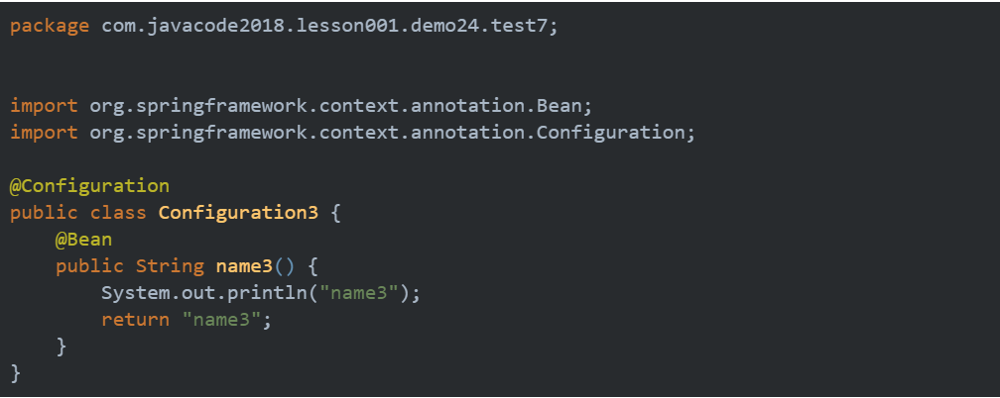 package com.javacode2018.lesson001.demo24.test7;
import org.springframework.context.annotation.Bean;
import org.springframework.context.annotation.Configuration;
@Configuration
public class Configuration3 {
    @Bean
    public String name3() {
        System.out.println("name3");
        return "name3";
    }
}